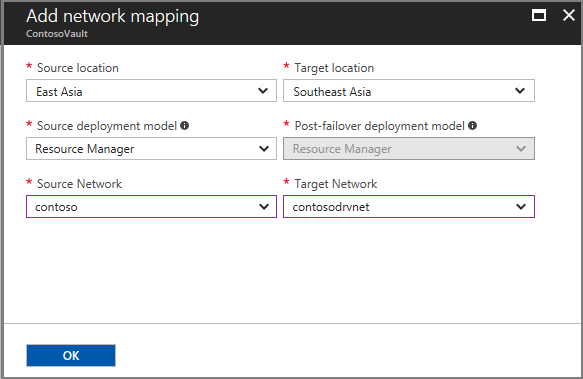 Add network mapping
ContosoVault
* Source location * Target location
East Asia Southeast Asia
* Source deployment model * Post-failover deployment model
Resource Manager Resource Manager
* Source Network * Target Network
contoso contosodrvnet
OK